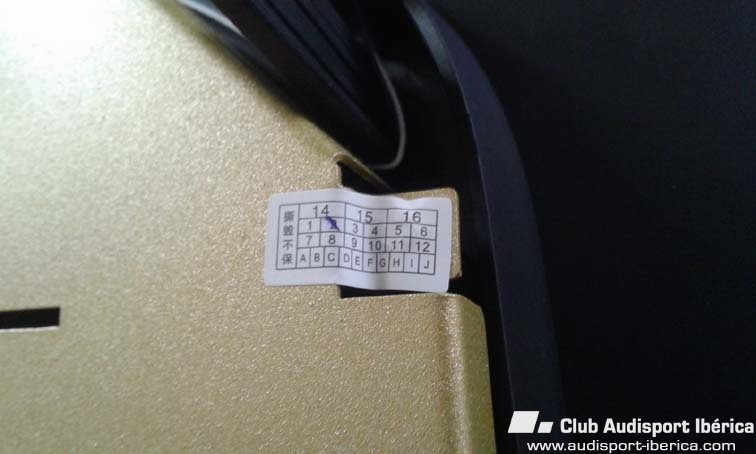 撕 14 15 16
毀 1 2 3 4 5 6
不 7 8 9 10 11 12
保 A B C D E F G H I J
Club Audisport Ibérica
www.audisport-iberica.com